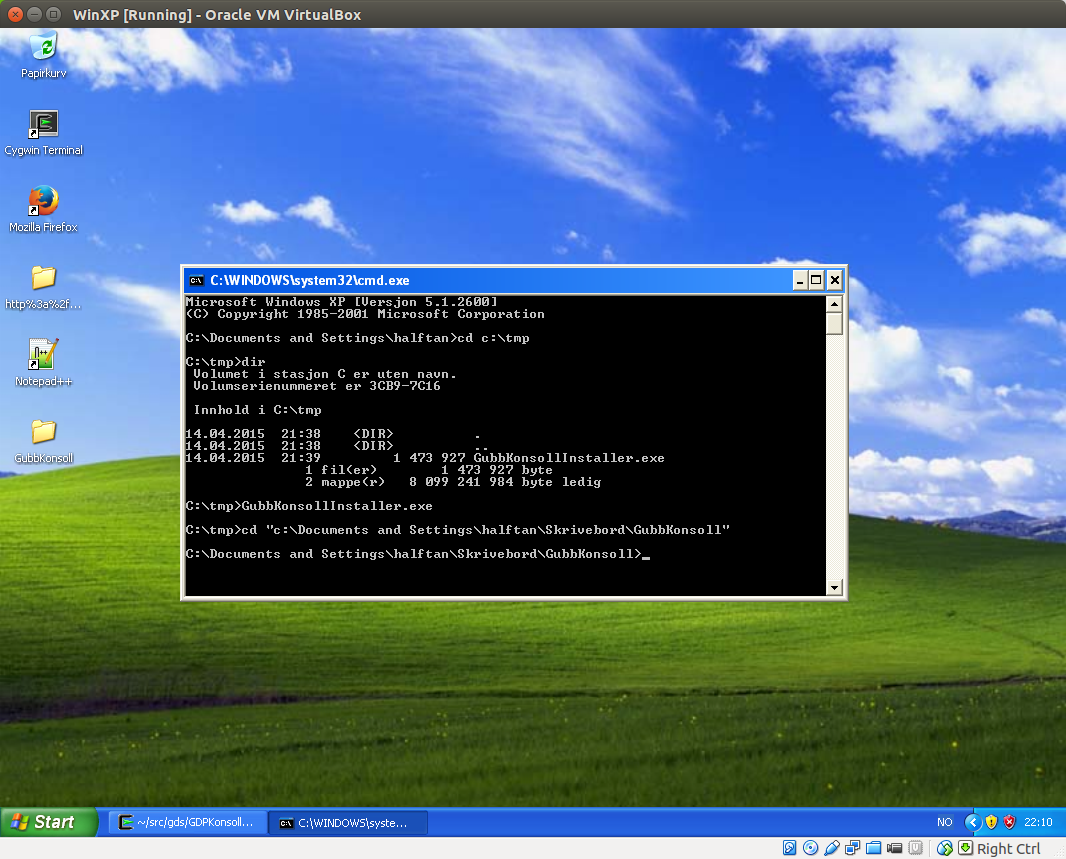 WinXP [Running] - Oracle VM VirtualBox
Papirkurv
Cygwin Terminal
Mozilla Firefox
http%3a%2f...
Notepad++
GubbKonsoll
C:\WINDOWS\system32\cmd.exe
Microsoft Windows XP [Versjon 5.1.2600]
(C) Copyright 1985-2001 Microsoft Corporation
C:\Documents and Settings\halftan>cd c:\tmp
C:\tmp>dir
Volumet i stasjon C er uten navn.
Volumserienummeret er 3CB9-7C16
Innhold i C:\tmp
14.04.2015  21:38    <DIR>          .
14.04.2015  21:38    <DIR>          ..
14.04.2015  21:39         1 473 927 GubbKonsollInstaller.exe
1 fil(er)        1 473 927 byte
2 mappe(r)   8 099 241 984 byte ledig
C:\tmp>GubbKonsollInstaller.exe
C:\tmp>cd "c:\Documents and Settings\halftan\Skrivebord\GubbKonsoll"
C:\Documents and Settings\halftan\Skrivebord\GubbKonsoll>_
Start
~/src/gds/GDPKonsoll...
C:\WINDOWS\syste...
NO
22:10
Right Ctrl